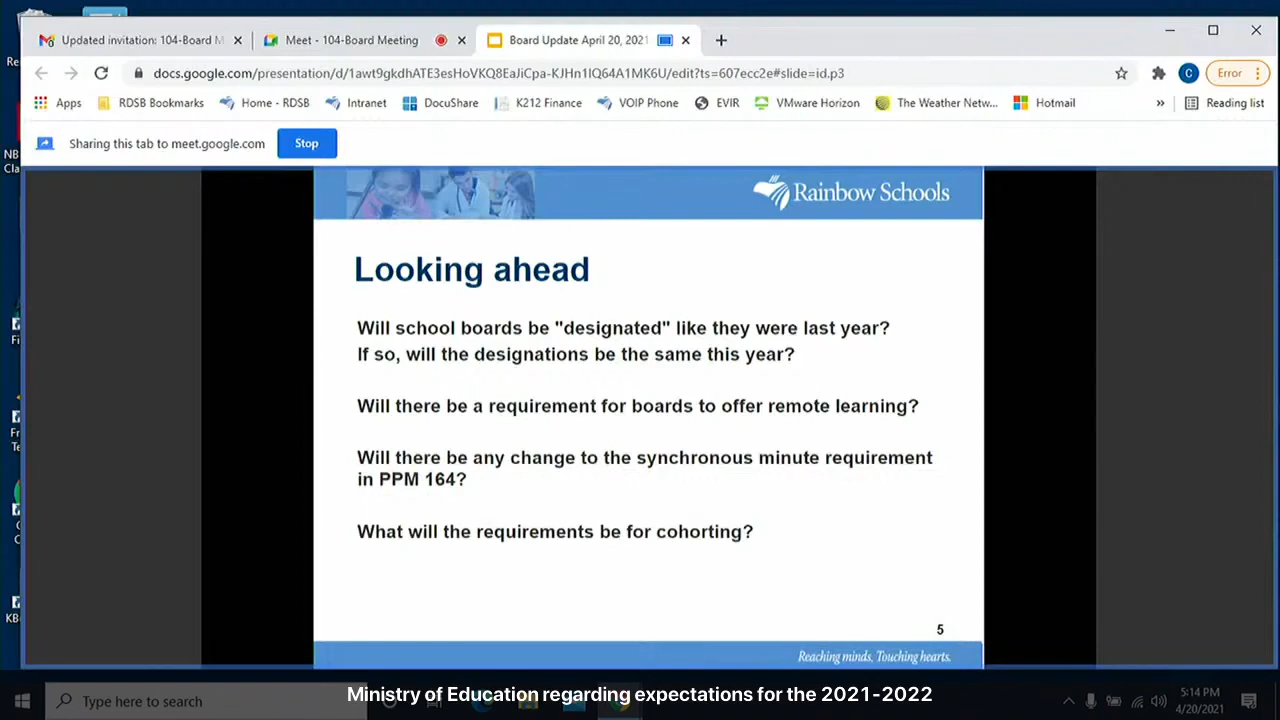 Updated invitation: 104-Board M
Meet - 104-Board Meeting
Board Update April 20, 2021
docs.google.com/presentation/d/1awt9gkdhATE3esHoVKQ8EaJiCpa-KJHn1IQ64A1MK6U/edit?ts=607ecc2e#slide=id.p3
C
Error
Apps
RDSB Bookmarks
Home - RDSB
Intranet
DocuShare
K212 Finance
VOIP Phone
EVIR
VMware Horizon
The Weather Netw...
Hotmail
»
Reading list
Sharing this tab to meet.google.com
Stop
Rainbow Schools
Looking ahead
Will school boards be "designated" like they were last year?
If so, will the designations be the same this year?
Will there be a requirement for boards to offer remote learning?
Will there be any change to the synchronous minute requirement
in PPM 164?
What will the requirements be for cohorting?
5
Reaching minds. Touching hearts.
Type here to search
Ministry of Education regarding expectations for the 2021-2022
5:14 PM
4/20/2021